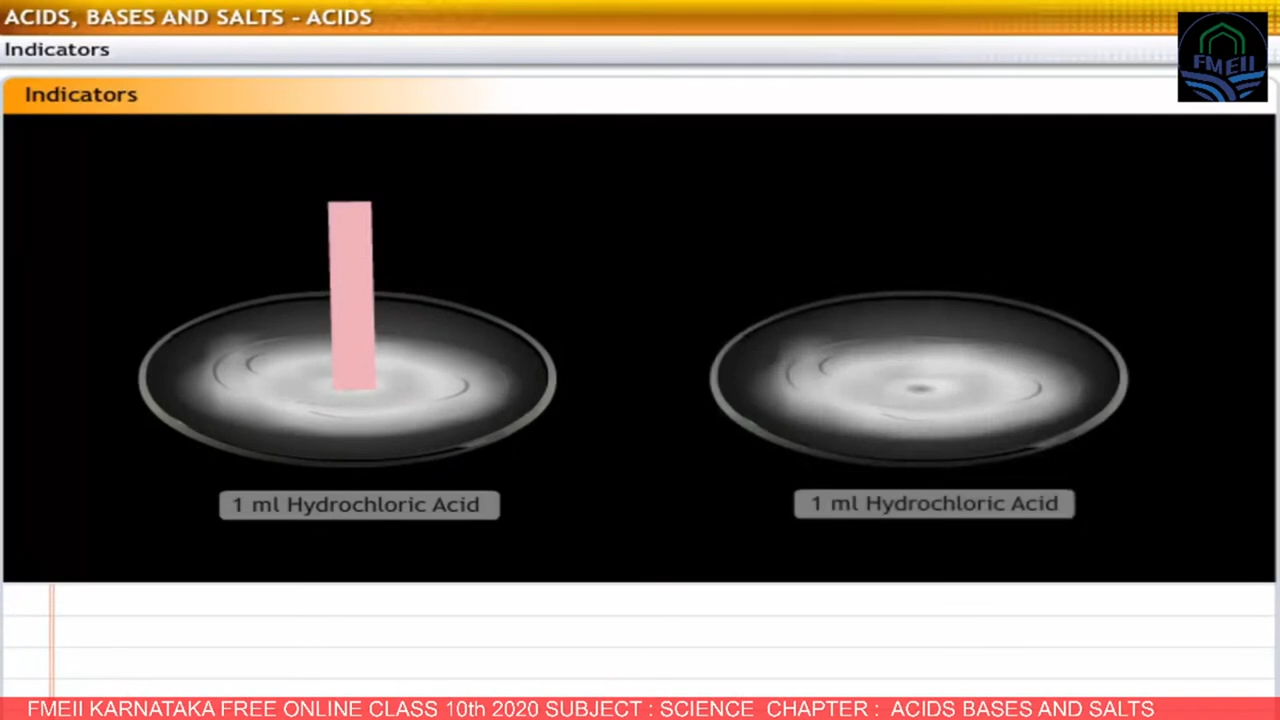 ACIDS, BASES AND SALTS - ACIDS
Indicators
FMEII
Indicators
1 ml Hydrochloric Acid
1 ml Hydrochloric Acid
FMEII KARNATAKA FREE ONLINE CLASS 10th 2020 SUBJECT : SCIENCE CHAPTER : ACIDS BASES AND SALTS